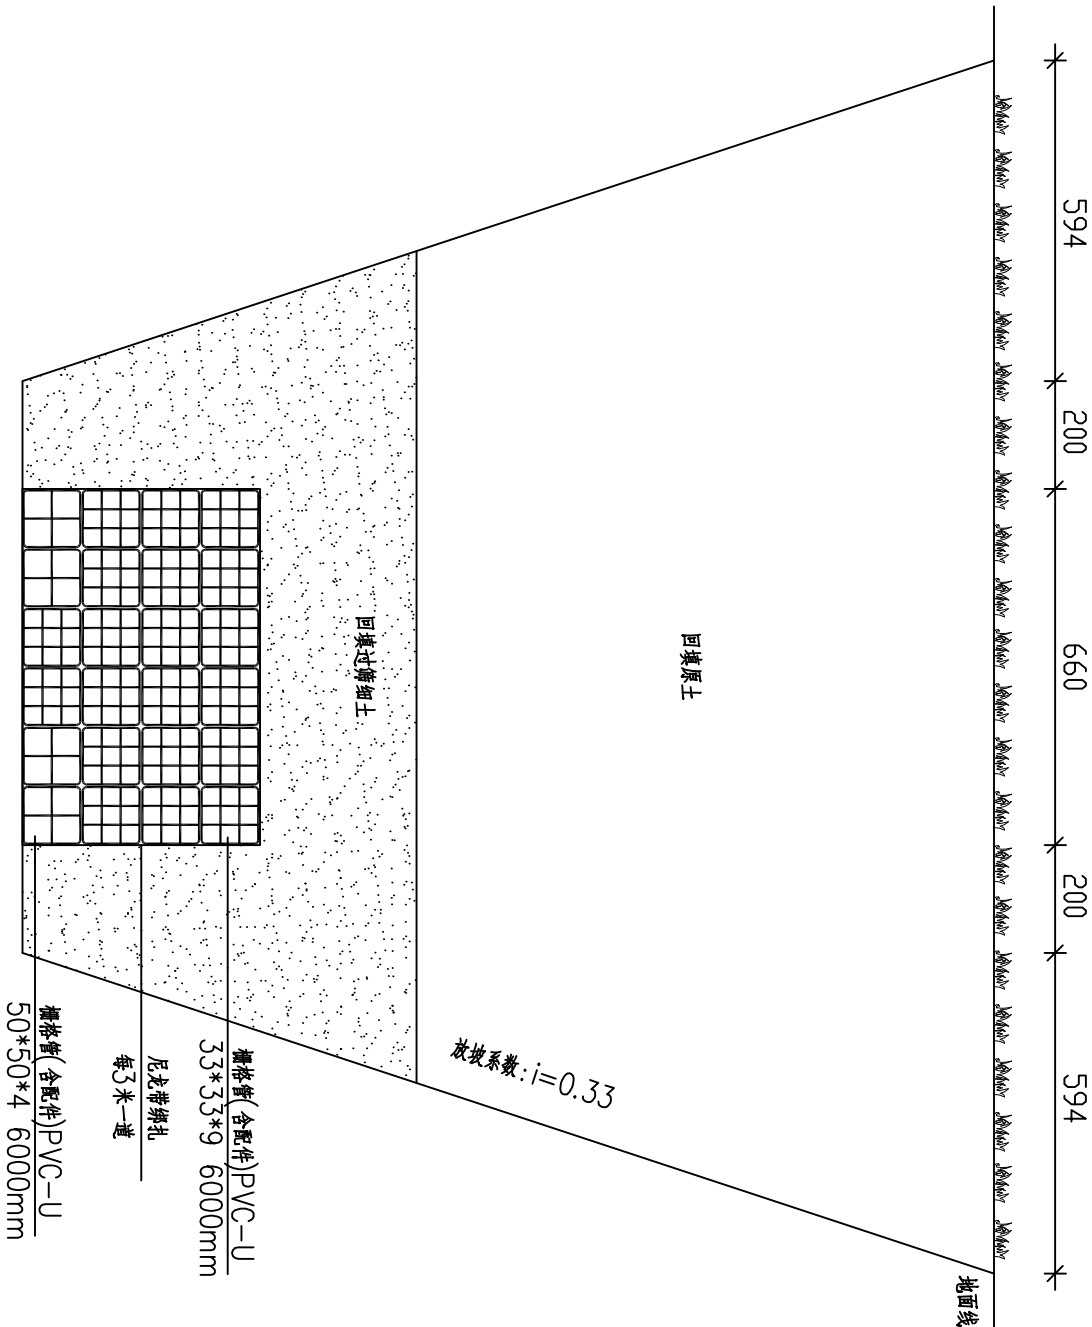 594
200
660
200
594
地面线
放坡系数:i=0.33
回填原土
回填过筛细土
栅格管(含配件)PVC-U
33*33*9 6000mm
尼龙带绑扎
每3米一道
栅格管(含配件)PVC-U
50*50*4 6000mm